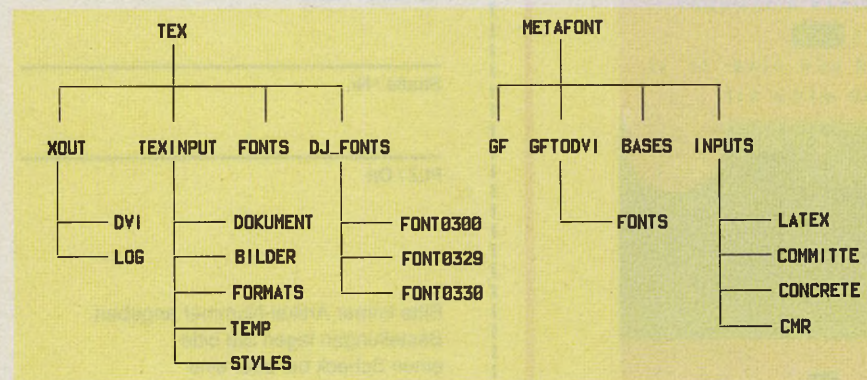 TEX METAFONT
XOUT TEXINPUT FONTS DJ_FONTS GF GFTODVI BASES INPUTS
DVI DOKUMENT FONT0300 FONTS LATEX
LOG BILDER FONT0329 COMMITTE
FORMATS FONT0330 CONCRETE
TEMP CMR
STYLES